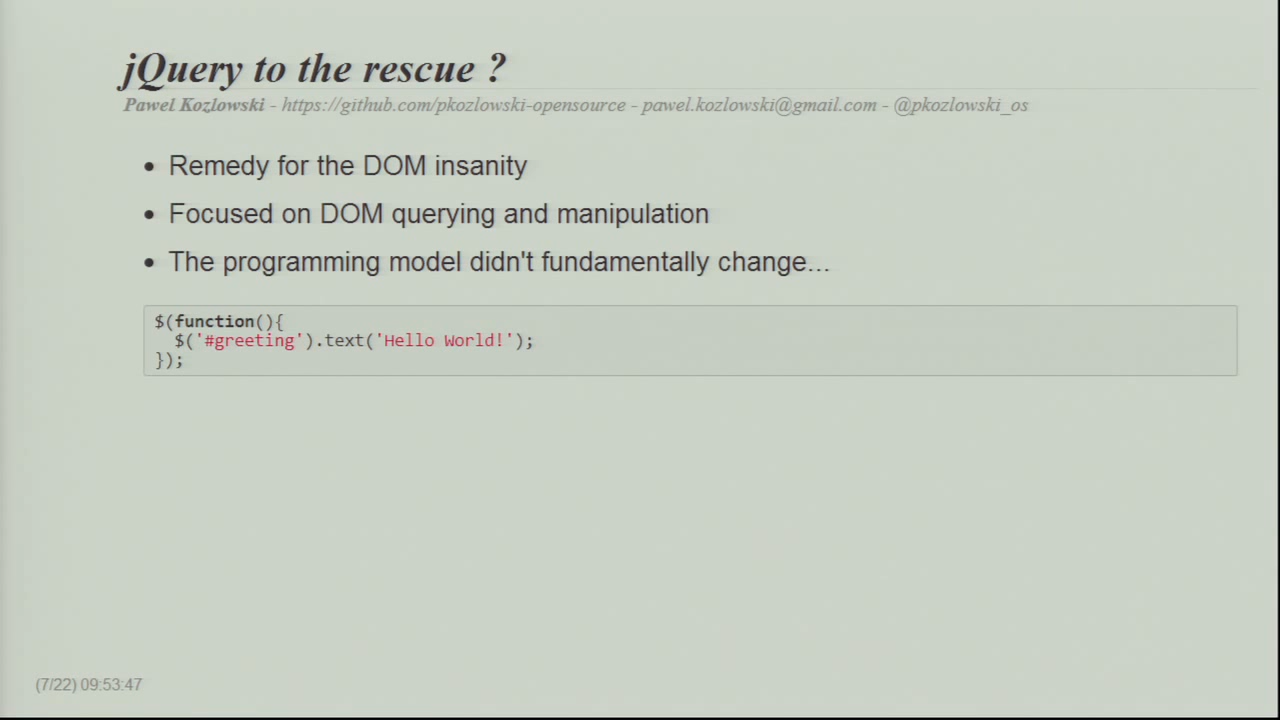 jQuery to the rescue ?
Pawel Kozlowski - https://github.com/pkozlowski-opensource - pawel.kozlowski@gmail.com - @pkozlowski_os
• Remedy for the DOM insanity
• Focused on DOM querying and manipulation
• The programming model didn't fundamentally change...
$(function(){
  $('#greeting').text('Hello World!');
});
(7/22) 09:53:47